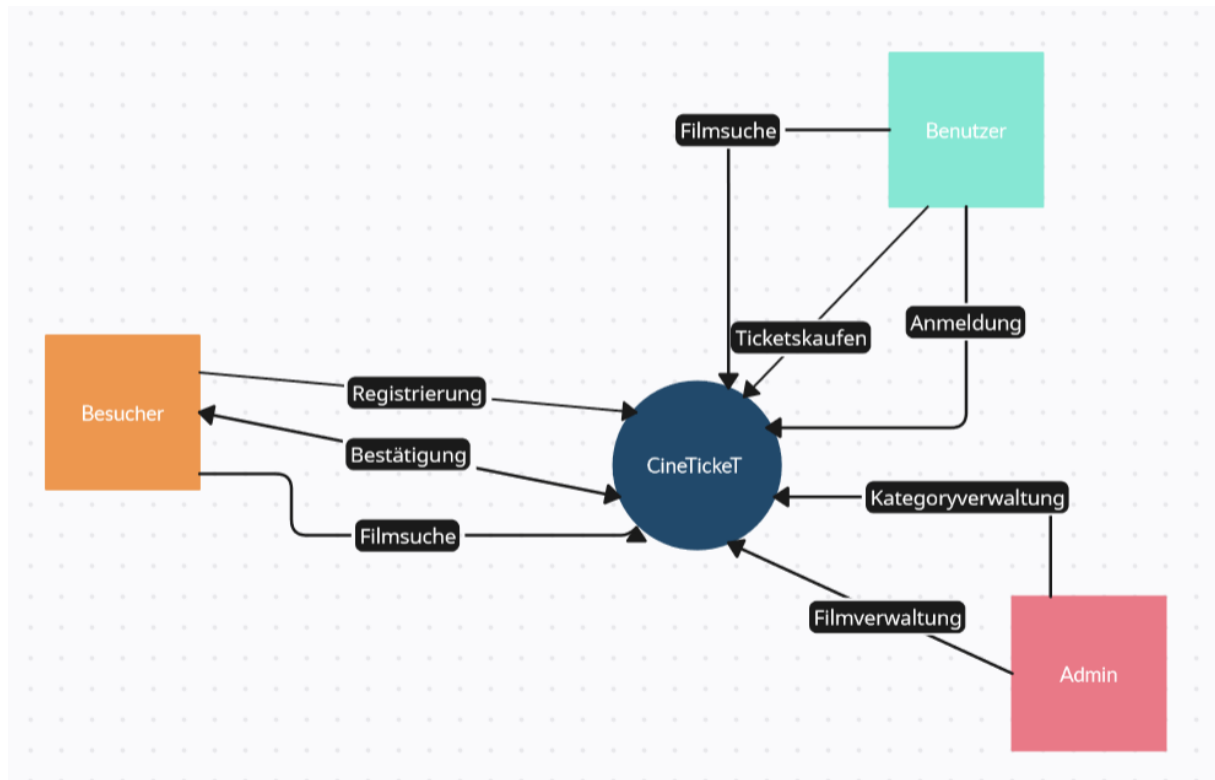 Benutzer
Filmsuche
Ticketskaufen
Anmeldung
Besucher
Registrierung
Bestätigung
Filmsuche
CineTickeT
Kategoryverwaltung
Filmverwaltung
Admin